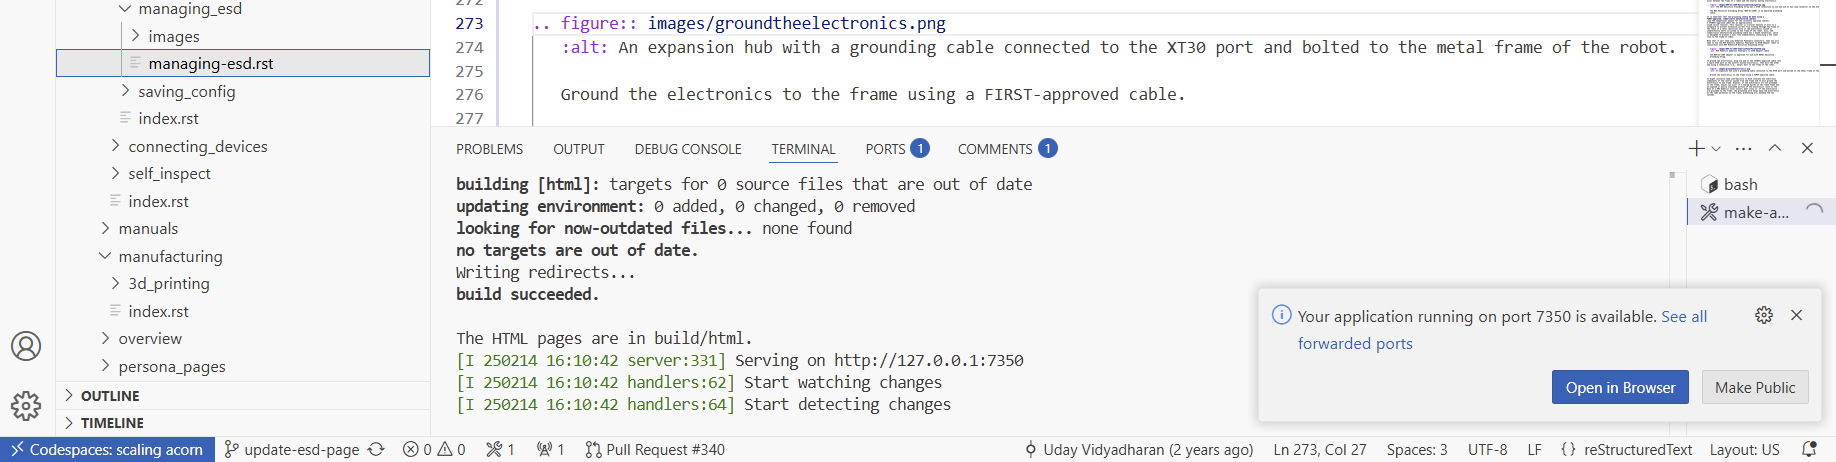 managing_esd
images
managing-esd.rst
saving_config
index.rst
connecting_devices
self_inspect
index.rst
manuals
manufacturing
3d_printing
index.rst
overview
persona_pages
OUTLINE
TIMELINE
272
273 .. figure:: images/groundtheelectronics.png
274 :alt: An expansion hub with a grounding cable connected to the XT30 port and bolted to the metal frame of the robot.
275
276 Ground the electronics to the frame using a FIRST-approved cable.
277
PROBLEMS OUTPUT DEBUG CONSOLE TERMINAL PORTS 1 COMMENTS 1
building [html]: targets for 0 source files that are out of date
updating environment: 0 added, 0 changed, 0 removed
looking for now-outdated files... none found
no targets are out of date.
Writing redirects...
build succeeded.
The HTML pages are in build/html.
[I 250214 16:10:42 server:331] Serving on http://127.0.0.1:7350
[I 250214 16:10:42 handlers:62] Start watching changes
[I 250214 16:10:42 handlers:64] Start detecting changes
bash
make-a...
Your application running on port 7350 is available. See all
forwarded ports
Open in Browser Make Public
Codespaces: scaling acorn update-esd-page 0 0 1 1 Pull Request #340 Uday Vidyadharan (2 years ago) Ln 273, Col 27 Spaces: 3 UTF-8 LF {} reStructuredText Layout: US